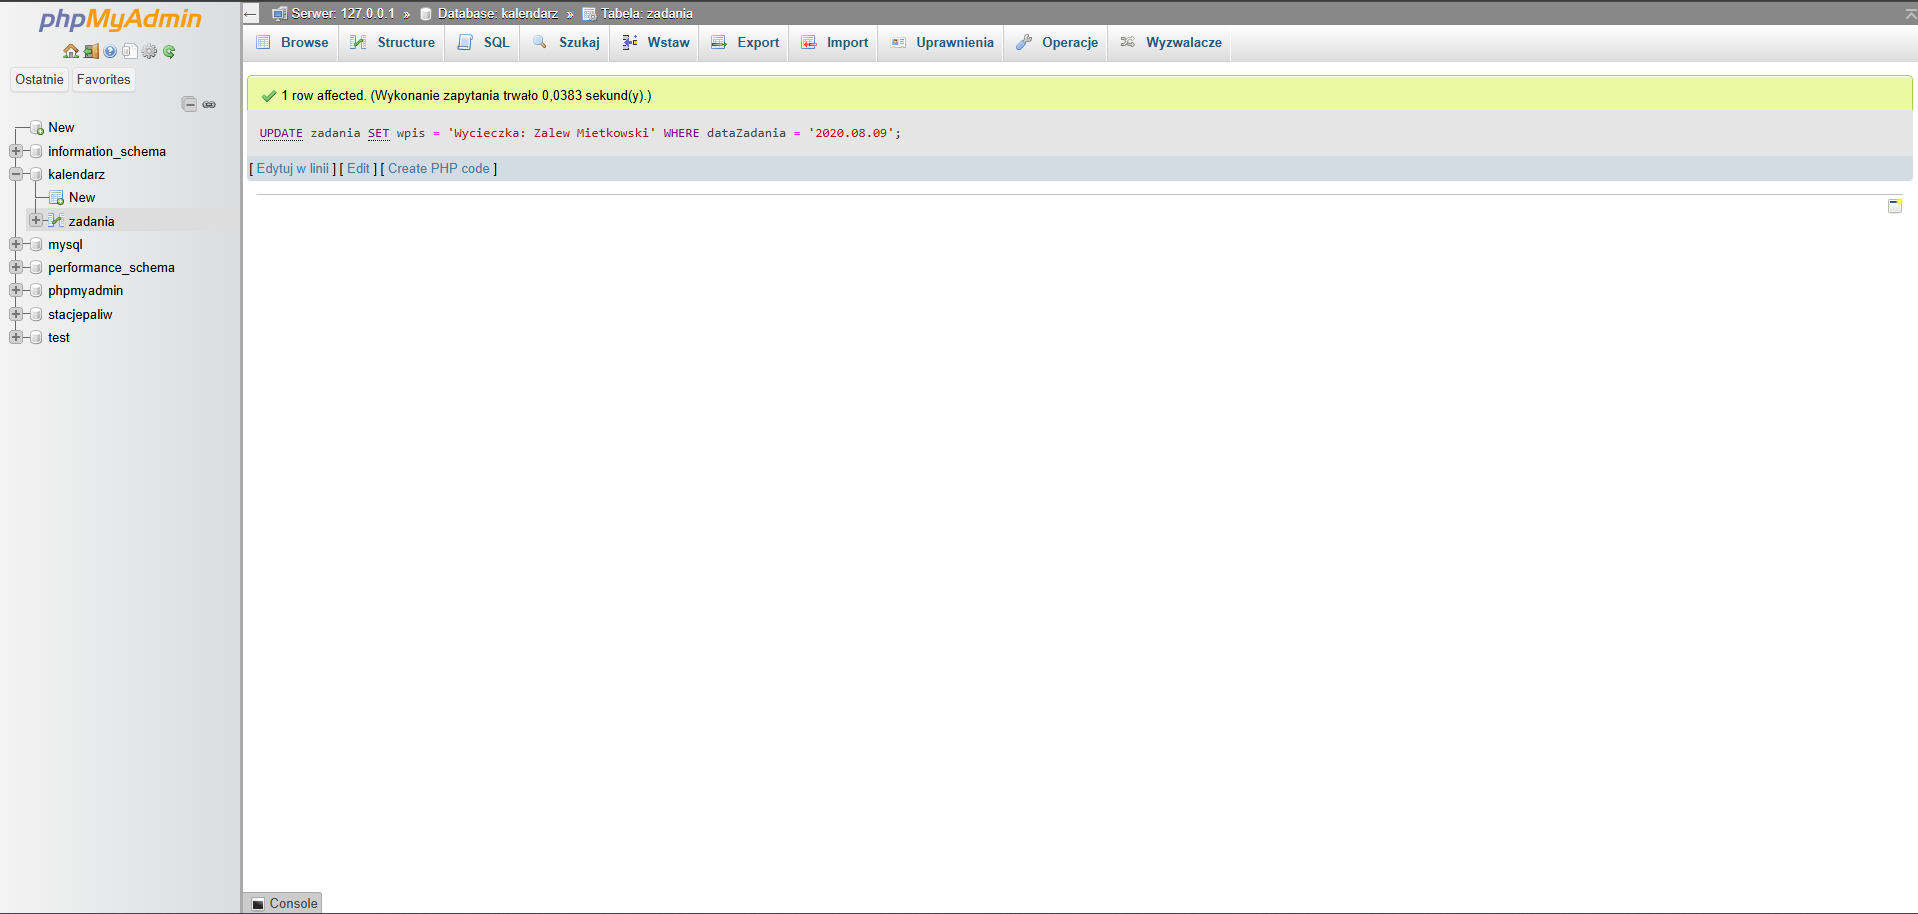 phpMyAdmin
Ostatnie Favorites
New
information_schema
kalendarz
New
zadania
mysql
performance_schema
phpmyadmin
stacjepaliw
test
Serwer: 127.0.0.1 » Database: kalendarz » Tabela: zadania
Browse Structure SQL Szukaj Wstaw Export Import Uprawnienia Operacje Wyzwalacze
1 row affected. (Wykonanie zapytania trwało 0,0383 sekund(y).)
UPDATE zadania SET wpis = 'Wycieczka: Zalew Mietkowski' WHERE dataZadania = '2020.08.09';
[ Edytuj w linii ] [ Edit ] [ Create PHP code ]
Console